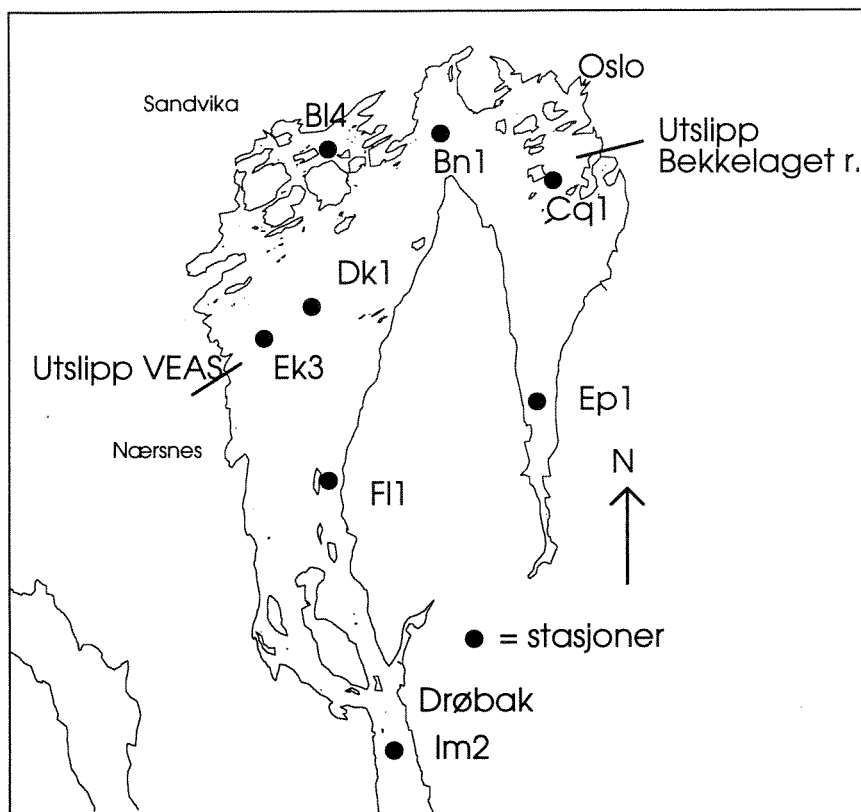 Oslo
Sandvika
Bl4
Utslipp
Bekkelaget r.
Bn1
Cq1
Dk1
Utslipp VEAS
Ek3
Ep1
Nærsnes
N
Fl1
= stasjoner
Drøbak
Im2